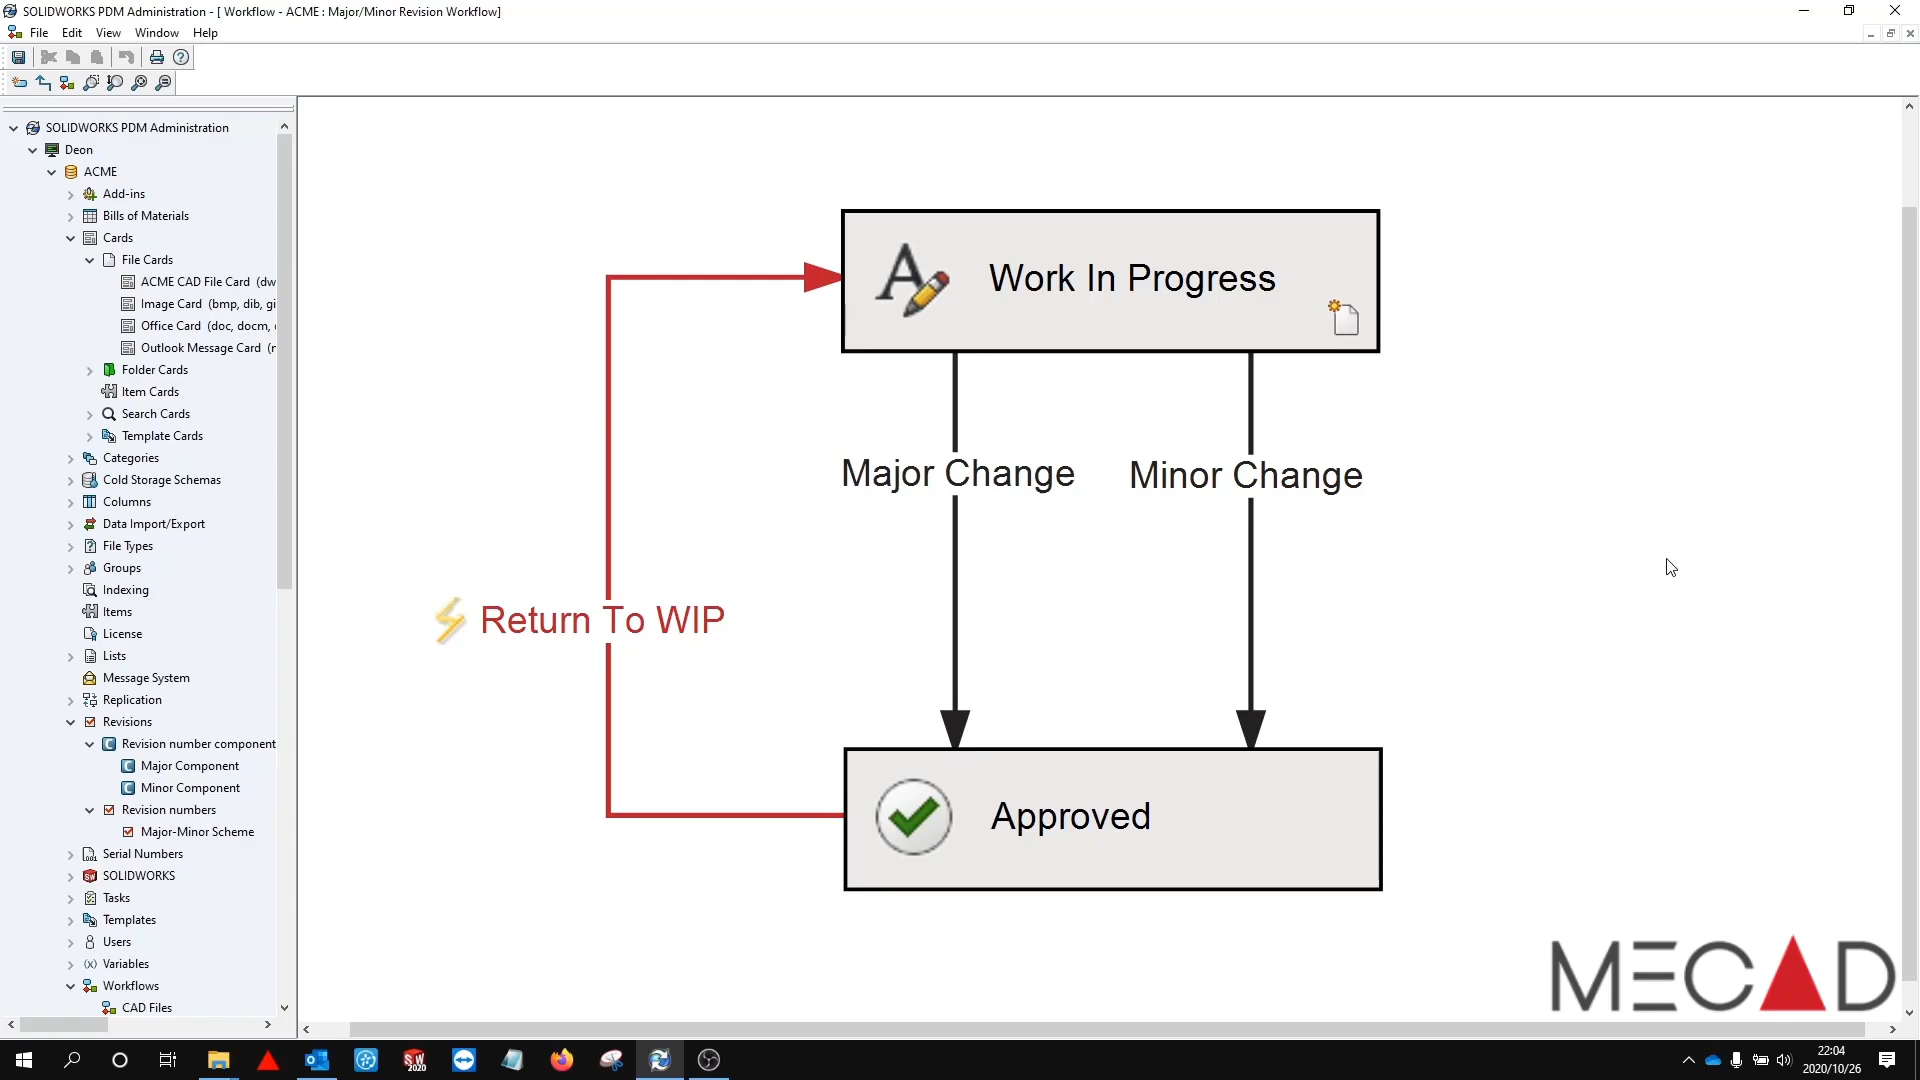 SOLIDWORKS PDM Administration - [ Workflow - ACME : Major/Minor Revision Workflow]
File Edit View Window Help
SOLIDWORKS PDM Administration
Deon
ACME
Add-ins
Bills of Materials
Cards
File Cards
ACME CAD File Card (dw
Image Card (bmp, dib, gi
Office Card (doc, docm,
Outlook Message Card
Folder Cards
Item Cards
Search Cards
Template Cards
Categories
Cold Storage Schemas
Columns
Data Import/Export
File Types
Groups
Indexing
Items
License
Lists
Message System
Replication
Revisions
Revision number component
Major Component
Minor Component
Revision numbers
Major-Minor Scheme
Serial Numbers
SOLIDWORKS
Tasks
Templates
Users
Variables
Workflows
CAD Files
Work In Progress
Major Change Minor Change
Return To WIP
Approved
MECAD
SW
2020
22:04
2020/10/26